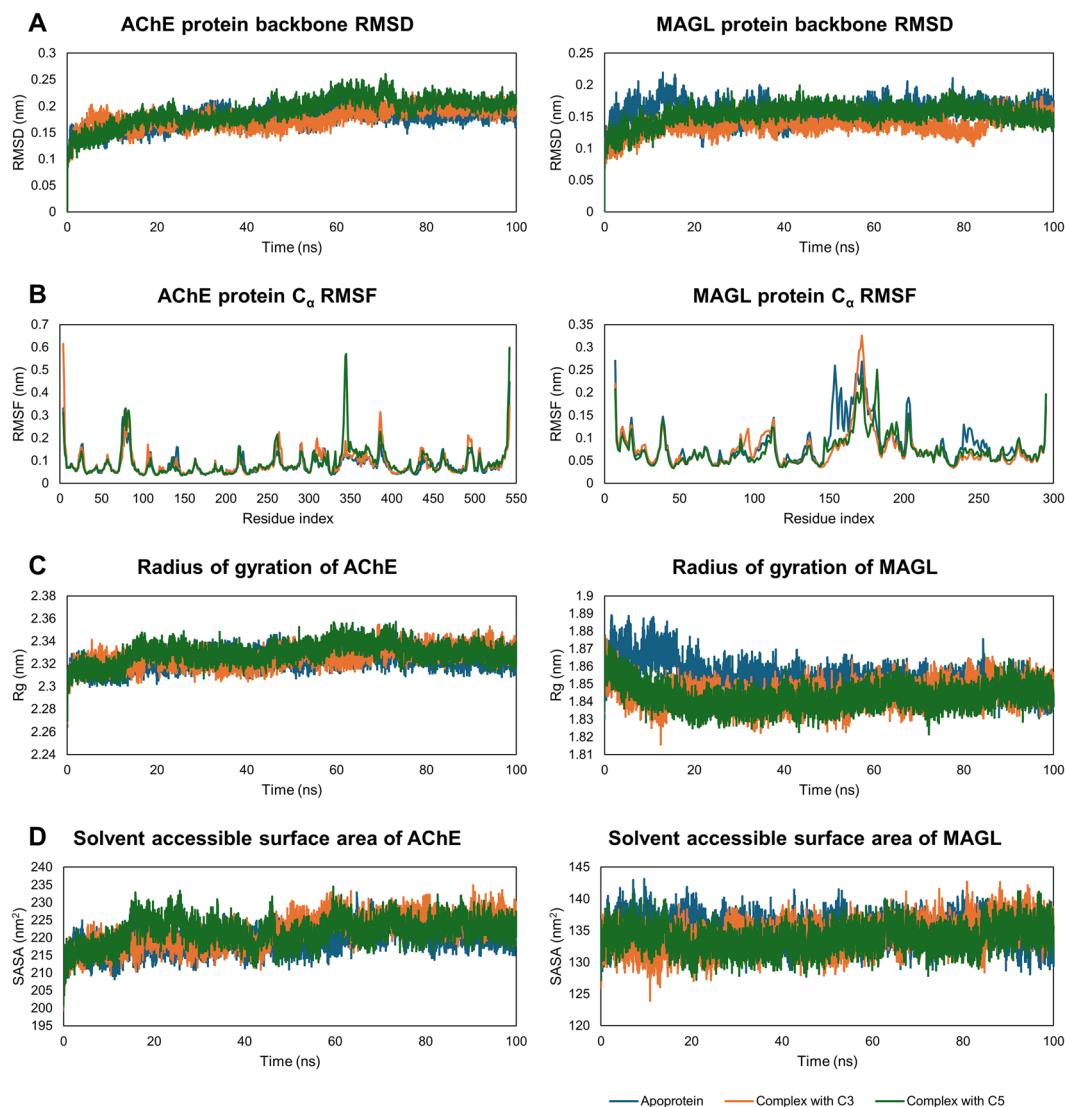 A
AChE protein backbone RMSD
MAGL protein backbone RMSD
RMSD (nm)
0.3
0.25
0.2
0.15
0.1
0.05
0
0 20 40 60 80 100
Time (ns)
RMSD (nm)
0.25
0.2
0.15
0.1
0.05
0
0 20 40 60 80 100
Time (ns)
B
AChE protein Cα RMSF
MAGL protein Cα RMSF
RMSF (nm)
0.7
0.6
0.5
0.4
0.3
0.2
0.1
0
0 50 100 150 200 250 300 350 400 450 500 550
Residue index
RMSF (nm)
0.35
0.3
0.25
0.2
0.15
0.1
0.05
0
0 50 100 150 200 250 300
Residue index
C
Radius of gyration of AChE
Radius of gyration of MAGL
Rg (nm)
2.38
2.36
2.34
2.32
2.3
2.28
2.26
2.24
0 20 40 60 80 100
Time (ns)
Rg (nm)
1.9
1.89
1.88
1.87
1.86
1.85
1.84
1.83
1.82
1.81
0 20 40 60 80 100
Time (ns)
D
Solvent accessible surface area of AChE
Solvent accessible surface area of MAGL
SASA (nm²)
240
235
230
225
220
215
210
205
200
195
0 20 40 60 80 100
Time (ns)
SASA (nm²)
145
140
135
130
125
120
0 20 40 60 80 100
Time (ns)
Apoprotein Complex with C3 Complex with C5